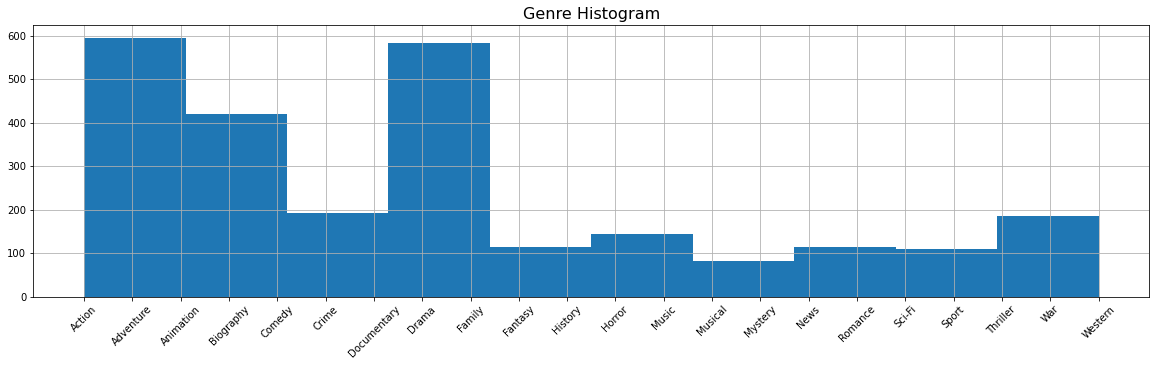 Genre Histogram
600
500
400
300
200
100
0
Action
Adventure
Animation
Biography
Comedy
Crime
Documentary
Drama
Family
Fantasy
History
Horror
Music
Musical
Mystery
News
Romance
Sci-Fi
Sport
Thriller
War
Western